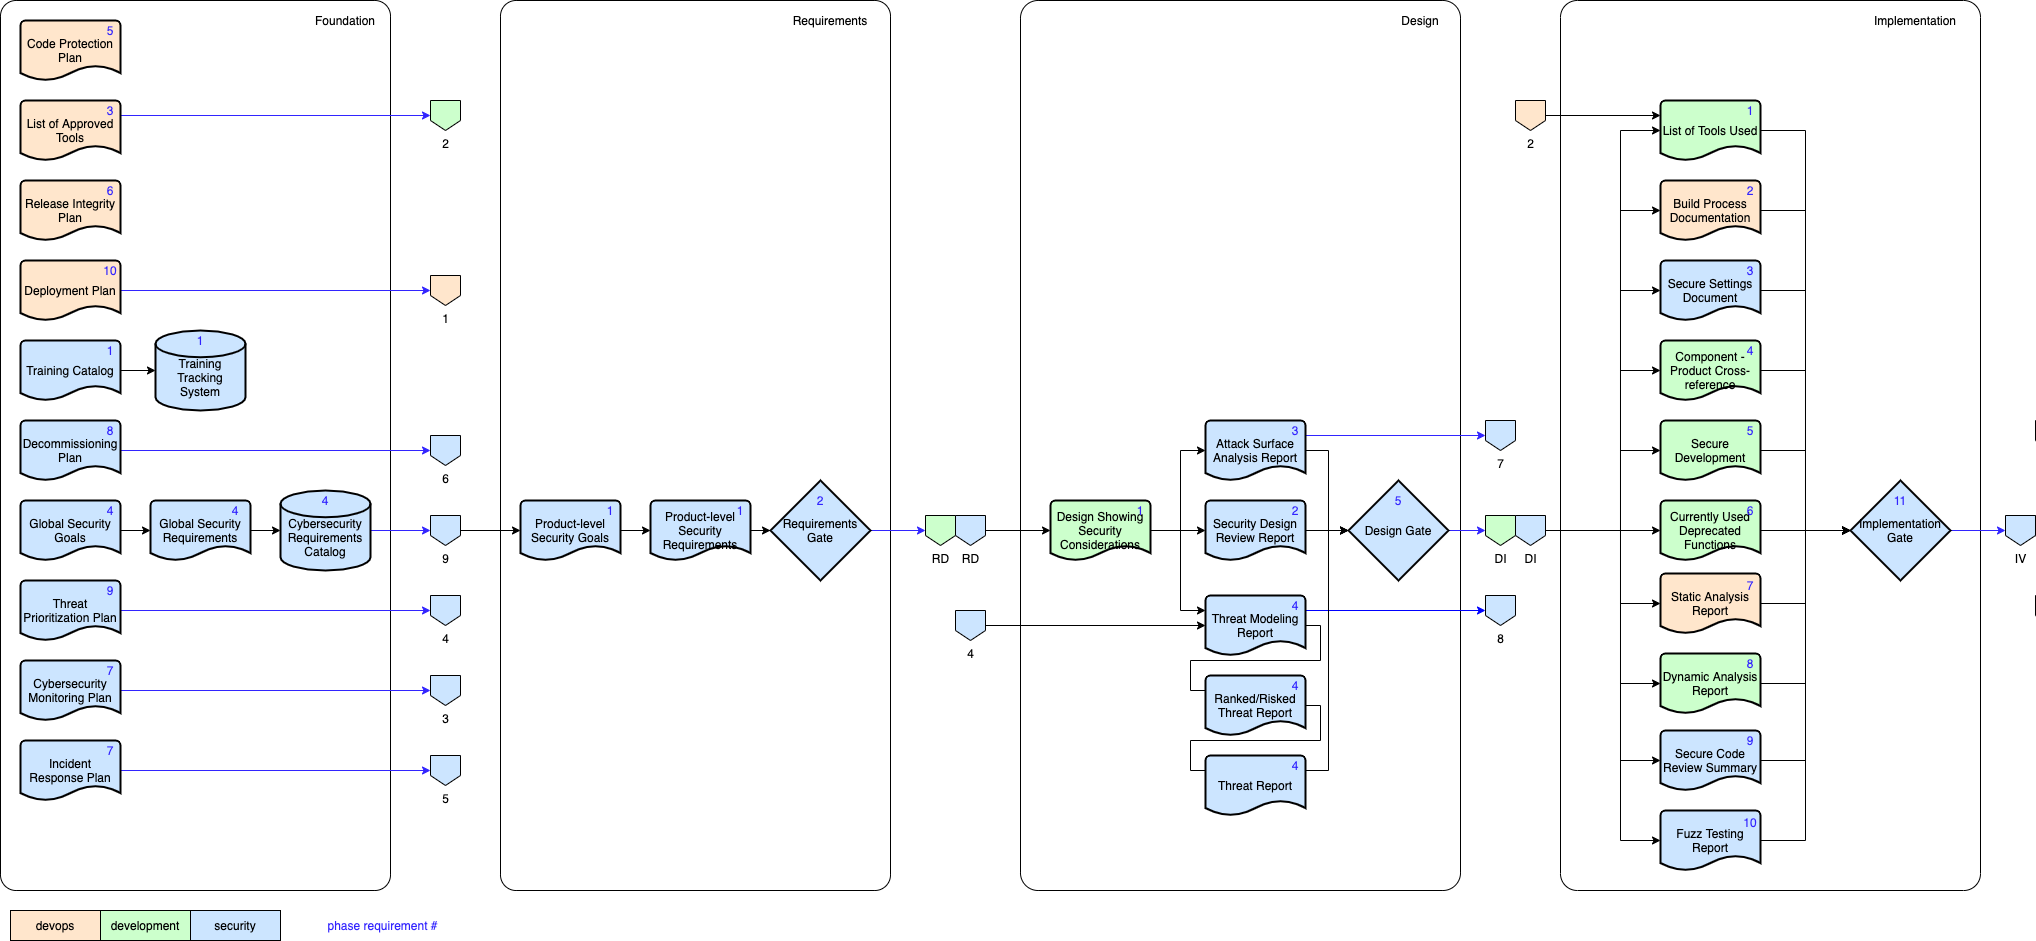 Foundation
5
Code Protection
Plan
3
List of Approved
Tools
2
6
Release Integrity
Plan
10
Deployment Plan
1
1
Training Catalog
1
Training
Tracking
System
8
Decommissioning
Plan
6
4
Global Security
Goals
4
Global Security
Requirements
4
Cybersecurity
Requirements
Catalog
9
9
Threat
Prioritization Plan
4
7
Cybersecurity
Monitoring Plan
3
7
Incident
Response Plan
5
Requirements
1
Product-level
Security Goals
1
Product-level
Security
Requirements
2
Requirements
Gate
RD
RD
4
Design
1
Design Showing
Security
Considerations
3
Attack Surface
Analysis Report
2
Security Design
Review Report
4
Threat Modeling
Report
4
Ranked/Risked
Threat Report
4
Threat Report
5
Design Gate
2
7
DI
DI
8
Implementation
1
List of Tools Used
2
Build Process
Documentation
3
Secure Settings
Document
4
Component -
Product Cross-
reference
5
Secure
Development
6
Currently Used
Deprecated
Functions
7
Static Analysis
Report
8
Dynamic Analysis
Report
9
Secure Code
Review Summary
10
Fuzz Testing
Report
11
Implementation
Gate
IV
devops
development
security
phase requirement #